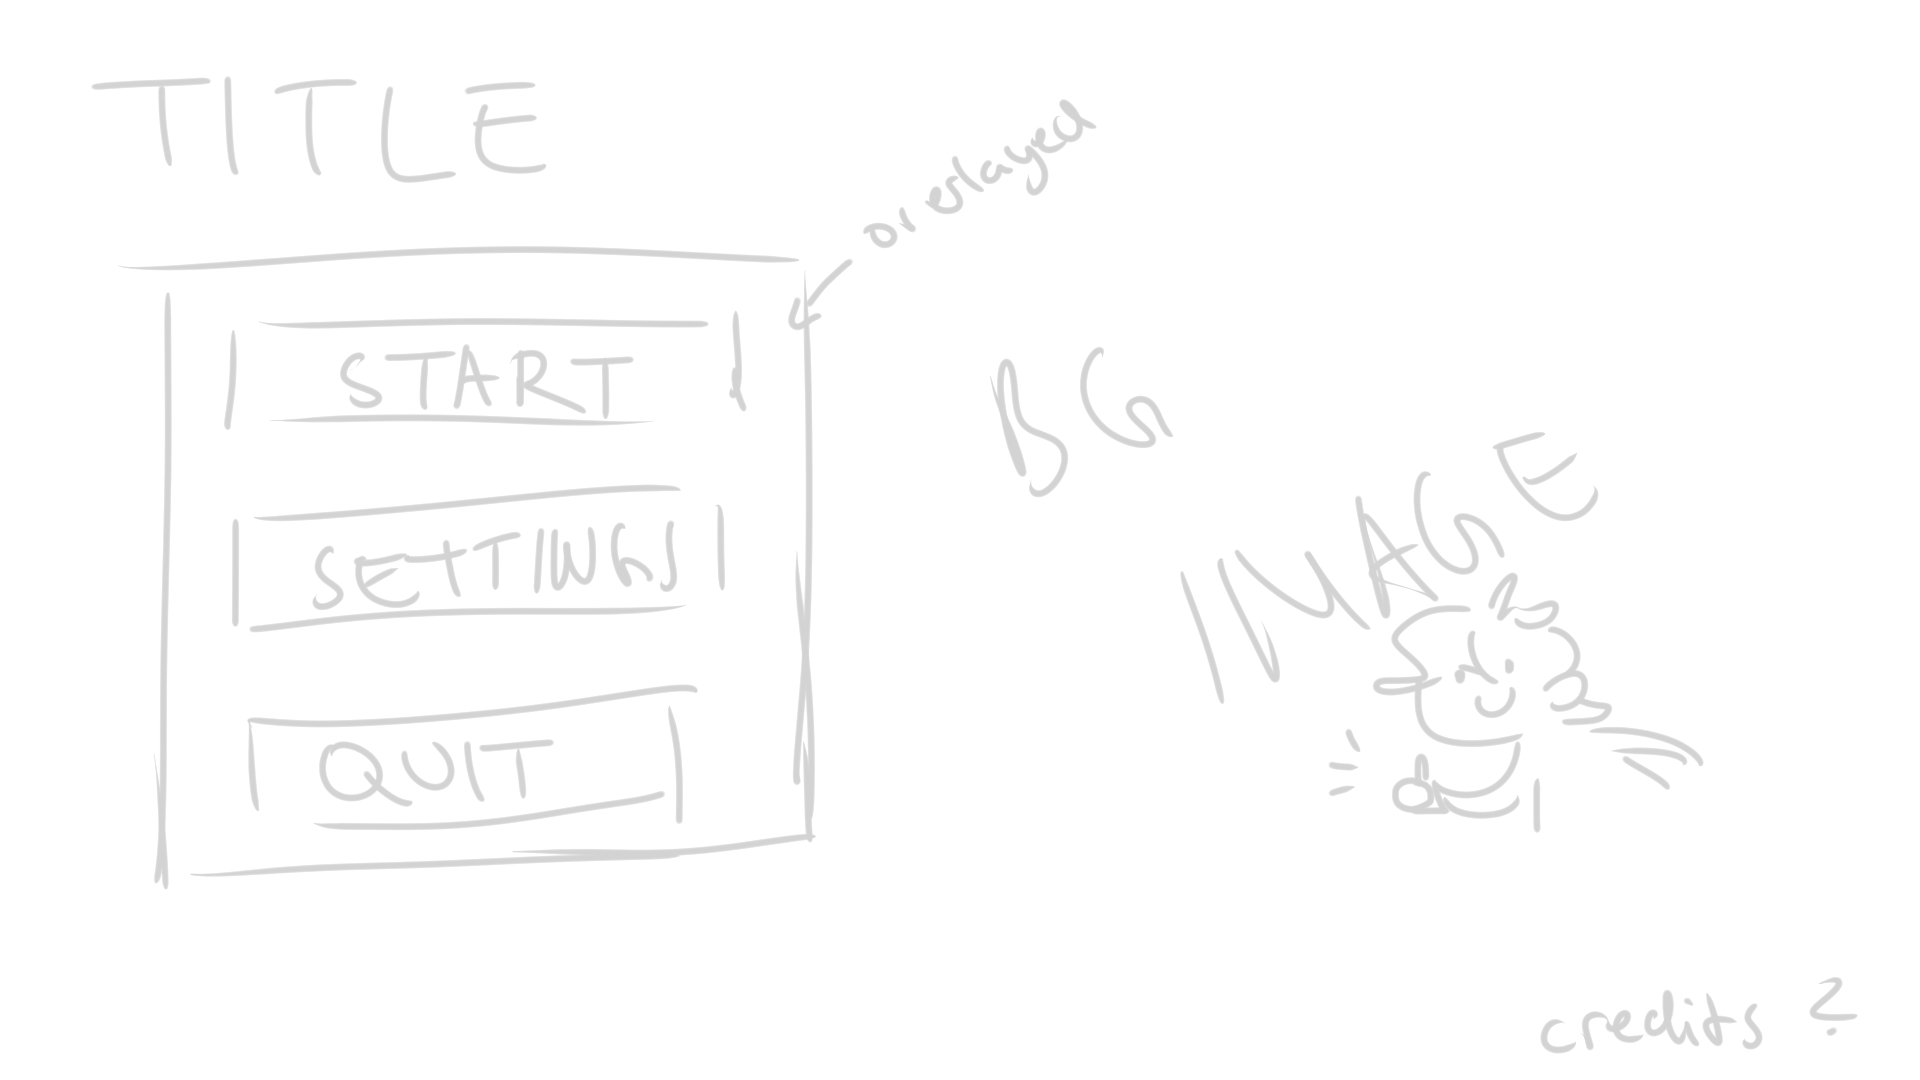 TITLE
overlayed
START
BG
IMAGE
SETTINGS
QUIT
credits ?